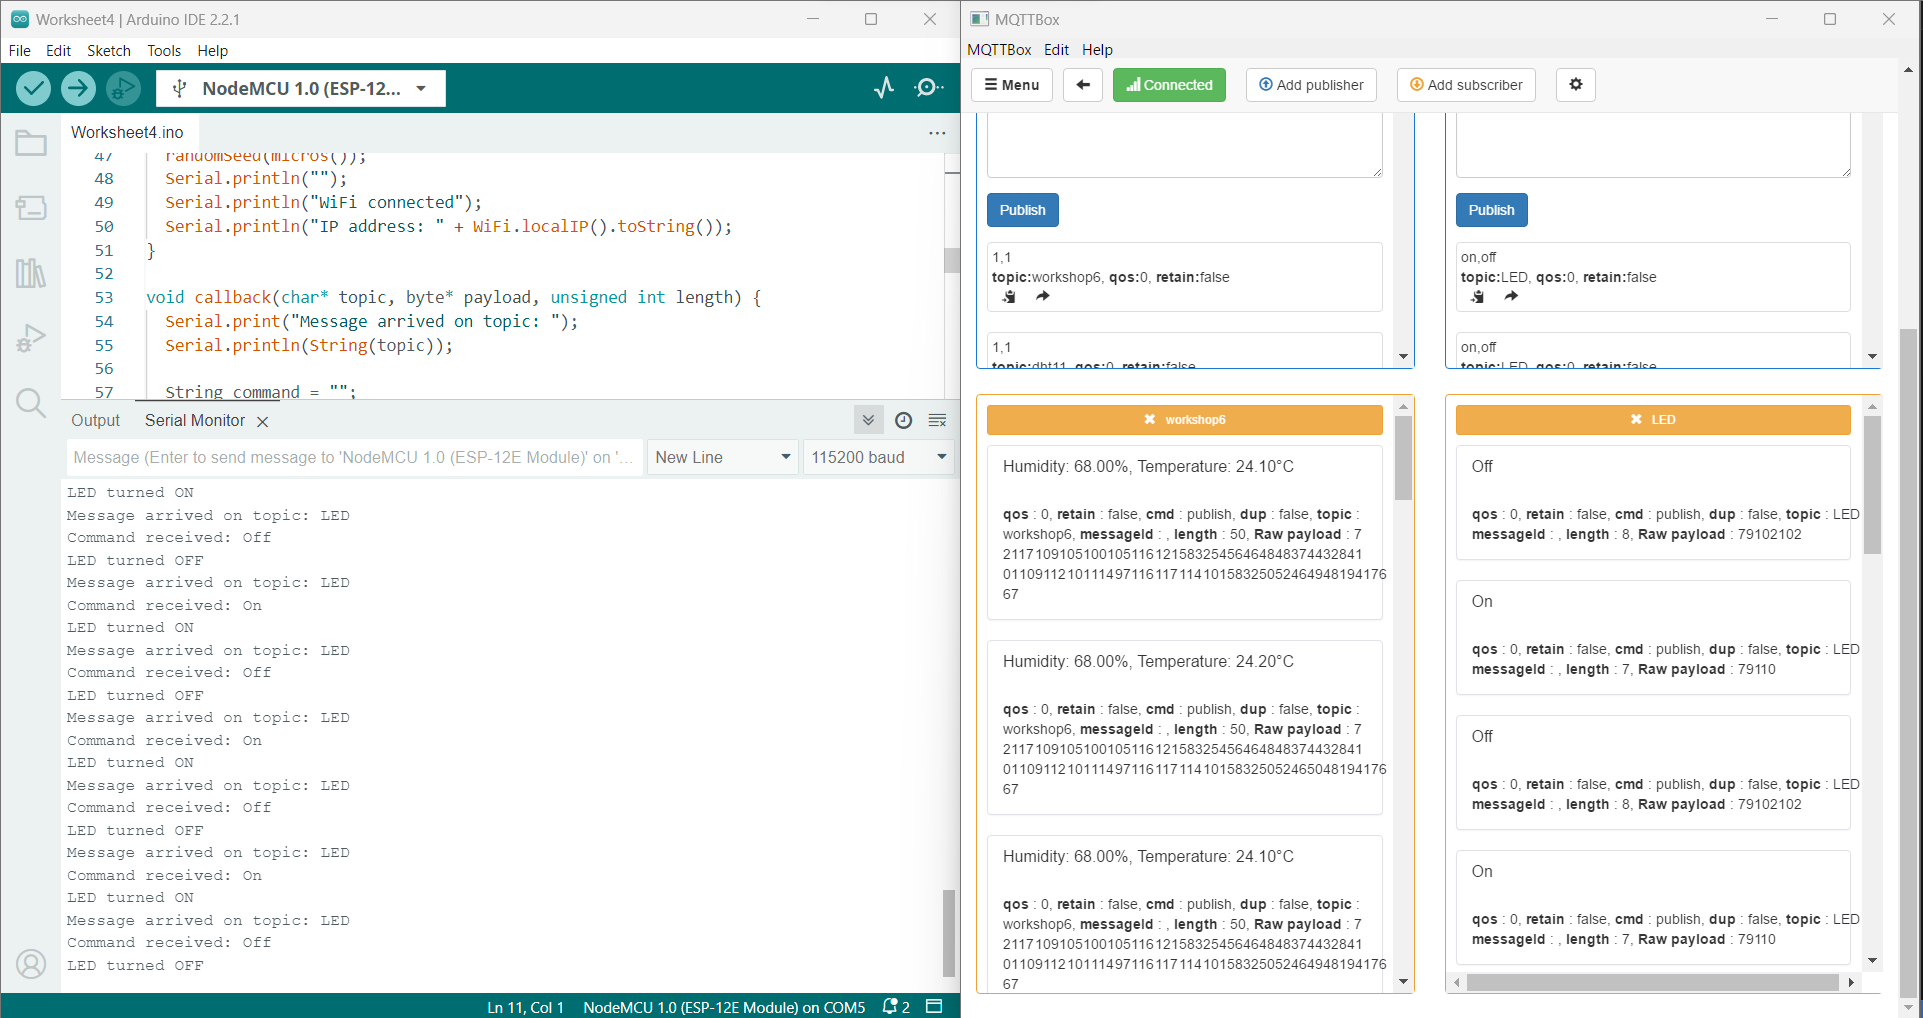 Worksheet4 | Arduino IDE 2.2.1
File Edit Sketch Tools Help
NodeMCU 1.0 (ESP-12...
Worksheet4.ino
47 randomSeed(micros());
48 Serial.println("");
49 Serial.println("WiFi connected");
50 Serial.println("IP address: " + WiFi.localIP().toString());
51 }
52
53 void callback(char* topic, byte* payload, unsigned int length) {
54 Serial.print("Message arrived on topic: ");
55 Serial.println(String(topic));
56
57 String command = "";
Output Serial Monitor
Message (Enter to send message to 'NodeMCU 1.0 (ESP-12E Module)' on '... New Line 115200 baud
LED turned ON
Message arrived on topic: LED
Command received: Off
LED turned OFF
Message arrived on topic: LED
Command received: On
LED turned ON
Message arrived on topic: LED
Command received: Off
LED turned OFF
Message arrived on topic: LED
Command received: On
LED turned ON
Message arrived on topic: LED
Command received: Off
LED turned OFF
Message arrived on topic: LED
Command received: On
LED turned ON
Message arrived on topic: LED
Command received: Off
LED turned OFF
Ln 11, Col 1 NodeMCU 1.0 (ESP-12E Module) on COM5 2
MQTTBox
MQTTBox Edit Help
Menu Connected Add publisher Add subscriber
Publish
1,1
topic:workshop6, qos:0, retain:false
1,1
topic:dht11, qos:0, retain:false
Publish
on,off
topic:LED, qos:0, retain:false
on,off
topic:LED, qos:0, retain:false
workshop6
Humidity: 68.00%, Temperature: 24.10°C
qos : 0, retain : false, cmd : publish, dup : false, topic :
workshop6, messageId : , length : 50, Raw payload : 7
2117109105100105116121583254564648483744328​41
01109112101114971161171141015832505246494819417​6
67
Humidity: 68.00%, Temperature: 24.20°C
qos : 0, retain : false, cmd : publish, dup : false, topic :
workshop6, messageId : , length : 50, Raw payload : 7
211710910510010511612158325456464848374432841
011091121011149711611711410158325052465048194176
67
Humidity: 68.00%, Temperature: 24.10°C
qos : 0, retain : false, cmd : publish, dup : false, topic :
workshop6, messageId : , length : 50, Raw payload : 7
211710910510010511612158325456464848374432841
011091121011149711611711410158325052464948194176
67
LED
Off
qos : 0, retain : false, cmd : publish, dup : false, topic : LED
messageId : , length : 8, Raw payload : 79102102
On
qos : 0, retain : false, cmd : publish, dup : false, topic : LED
messageId : , length : 7, Raw payload : 79110
Off
qos : 0, retain : false, cmd : publish, dup : false, topic : LED
messageId : , length : 8, Raw payload : 79102102
On
qos : 0, retain : false, cmd : publish, dup : false, topic : LED
messageId : , length : 7, Raw payload : 79110